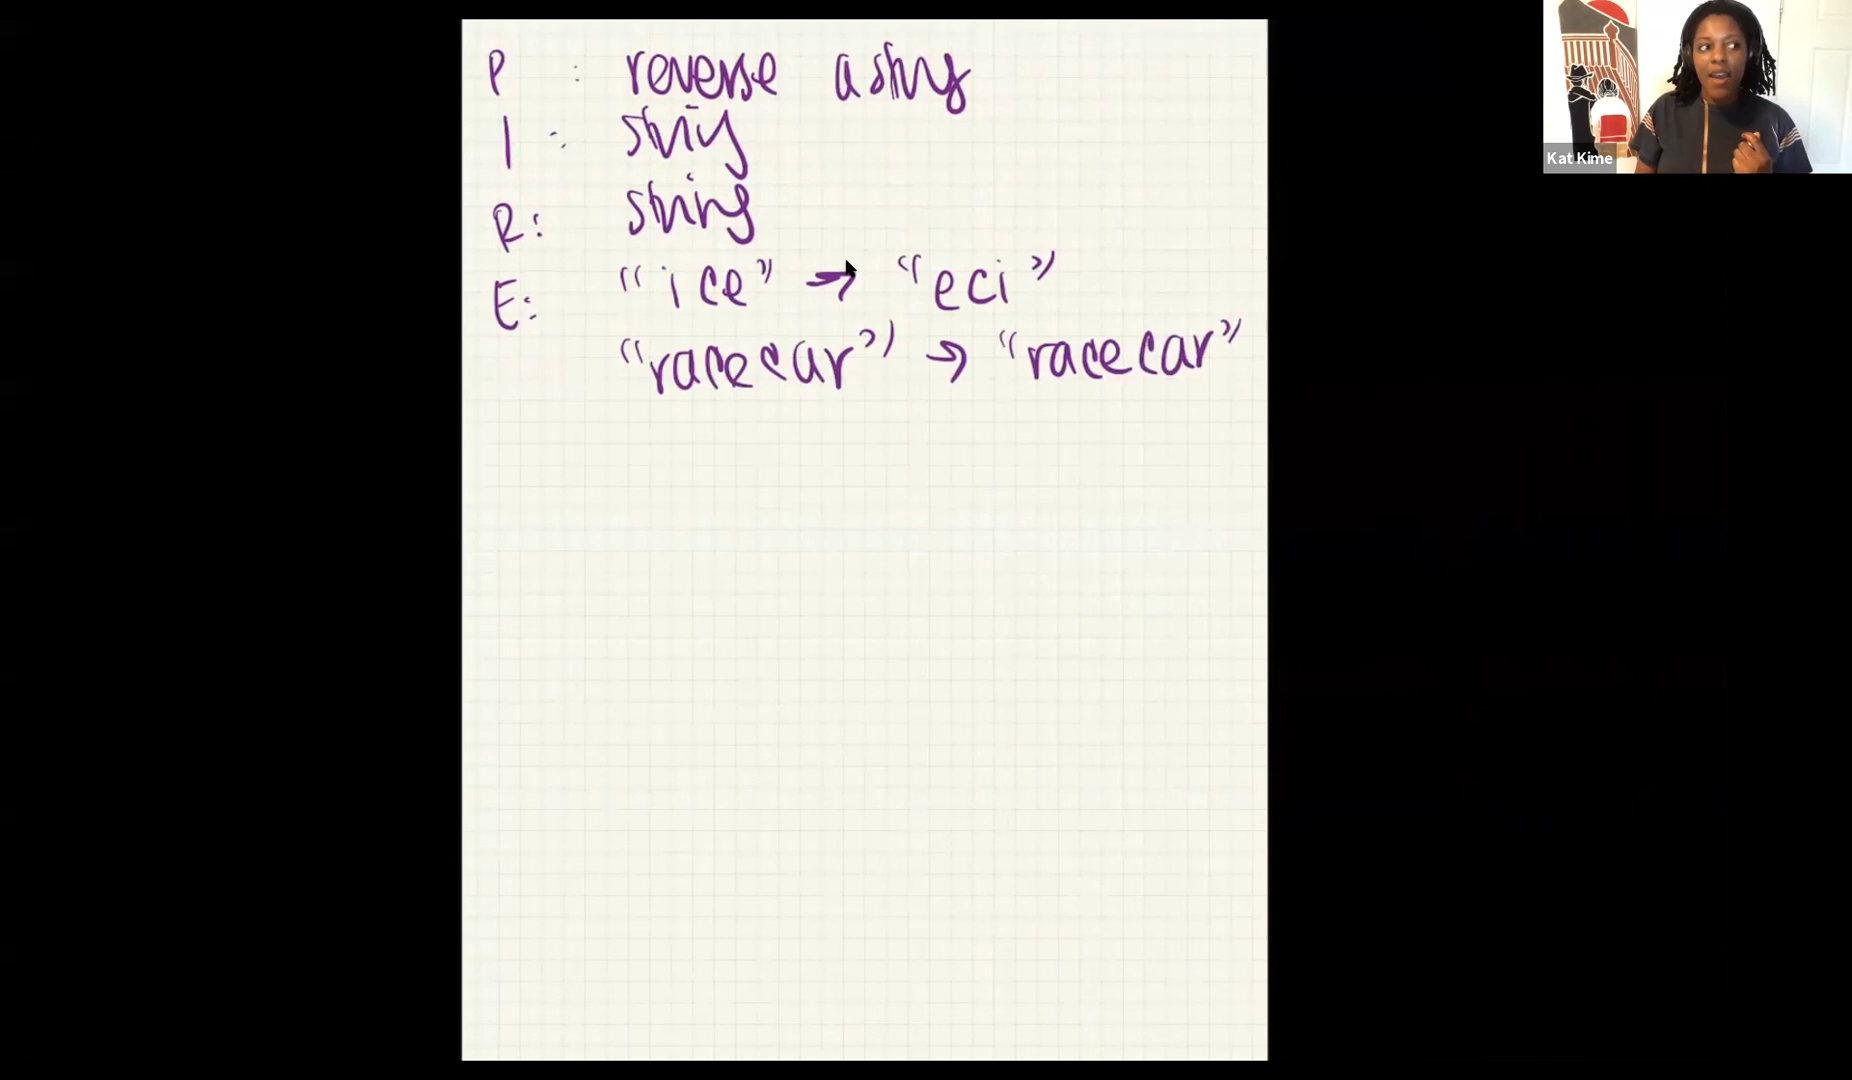 P : reverse a string
I : string
R: string
E: “ice” → “eci”
“racecar” → “racecar”
Kat Kime